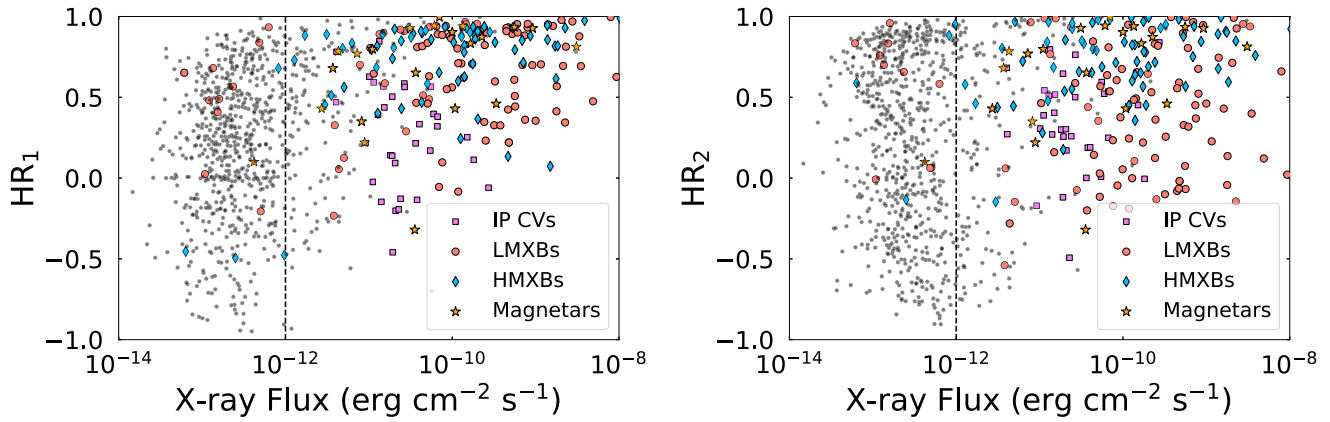 HR₁
1.0
0.5
0.0
−0.5
−1.0
10⁻¹⁴
10⁻¹²
10⁻¹⁰
10⁻⁸
X-ray Flux (erg cm⁻² s⁻¹)
IP CVs
LMXBs
HMXBs
Magnetars
HR₂
1.0
0.5
0.0
−0.5
−1.0
10⁻¹⁴
10⁻¹²
10⁻¹⁰
10⁻⁸
X-ray Flux (erg cm⁻² s⁻¹)
IP CVs
LMXBs
HMXBs
Magnetars